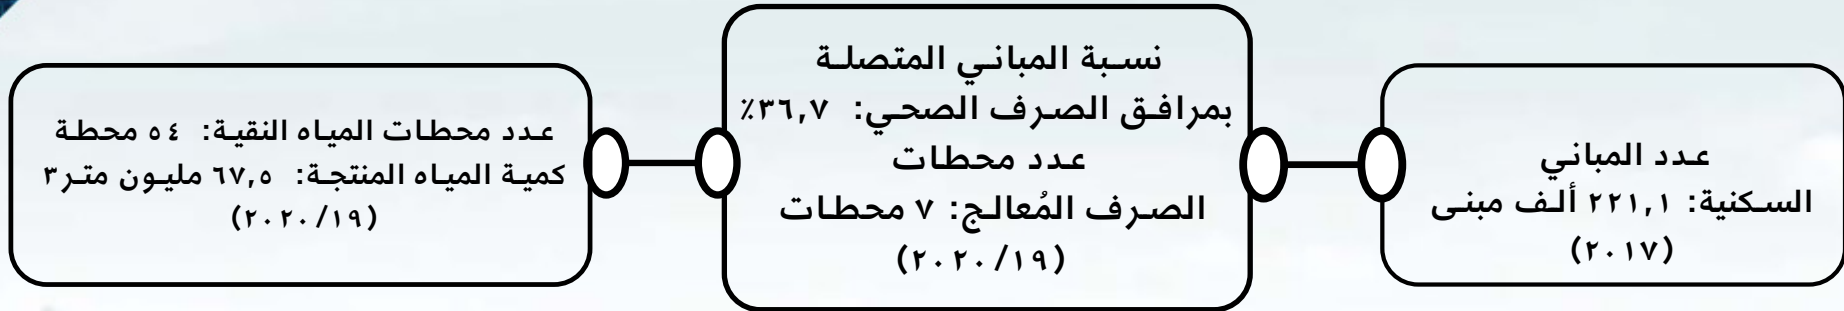 عدد المباني
السكنية: ٢٢١,١ ألف مبنى
(٢٠١٧)
نسبة المباني المتصلة
بمرافق الصرف الصحي: ٣٦,٧٪
عدد محطات
الصرف المُعالج: ٧ محطات
(٢٠٢٠/١٩)
عدد محطات المياه النقية: ٥٤ محطة
كمية المياه المنتجة: ٦٧,٥ مليون متر٣
(٢٠٢٠/١٩)